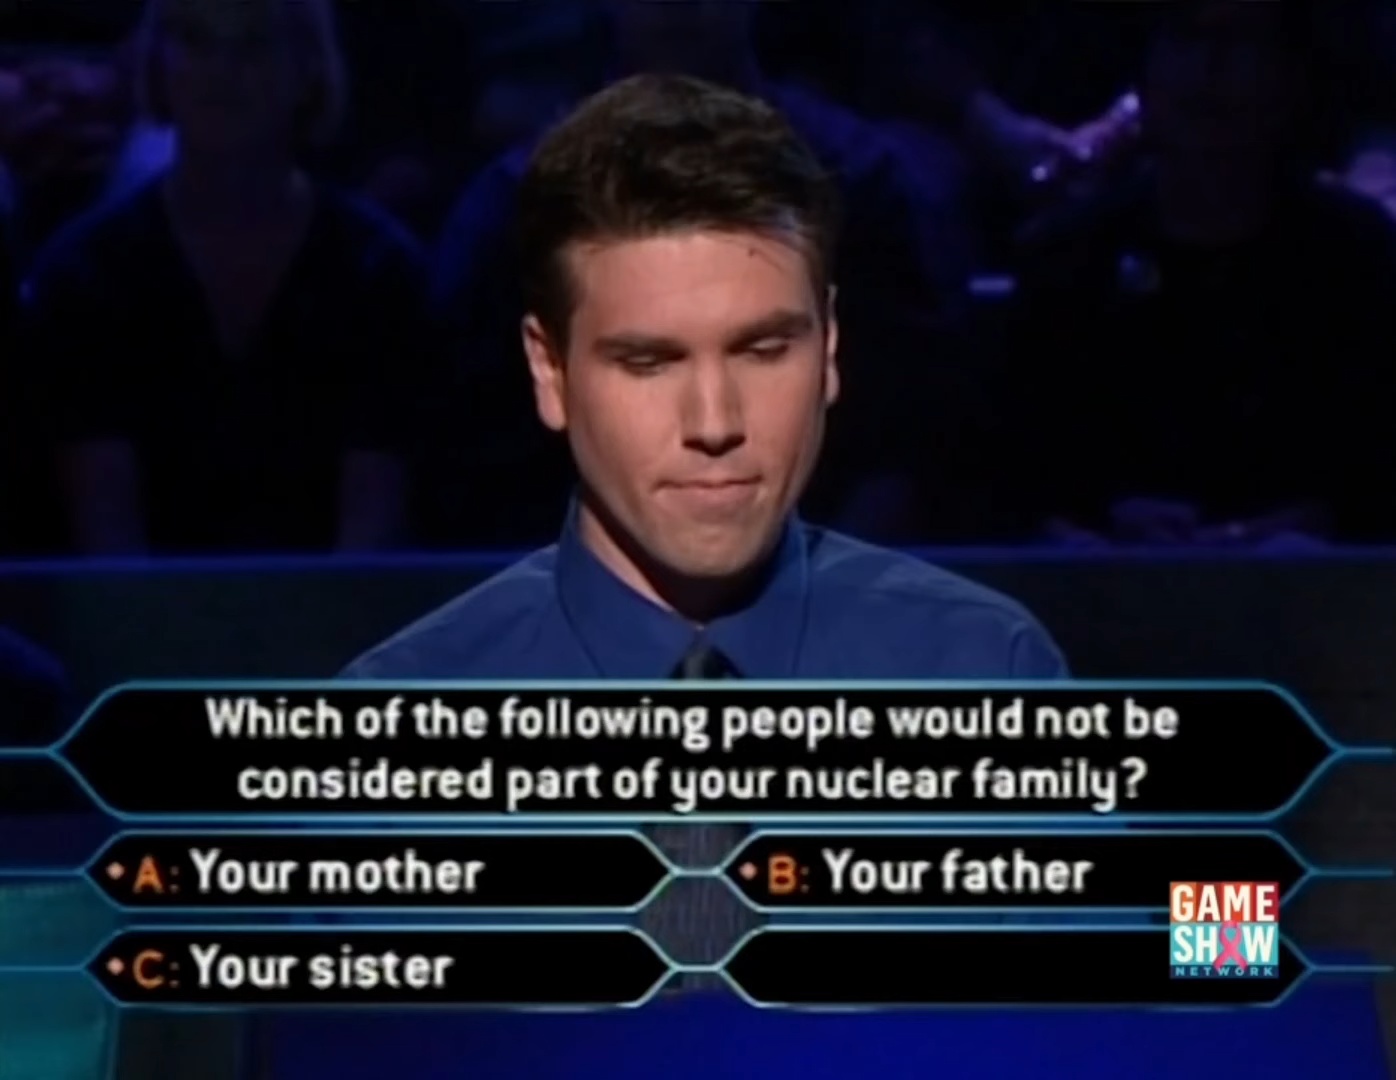 Which of the following people would not be
considered part of your nuclear family?
A: Your mother
B: Your father
C: Your sister
GAME
SHOW
NETWORK